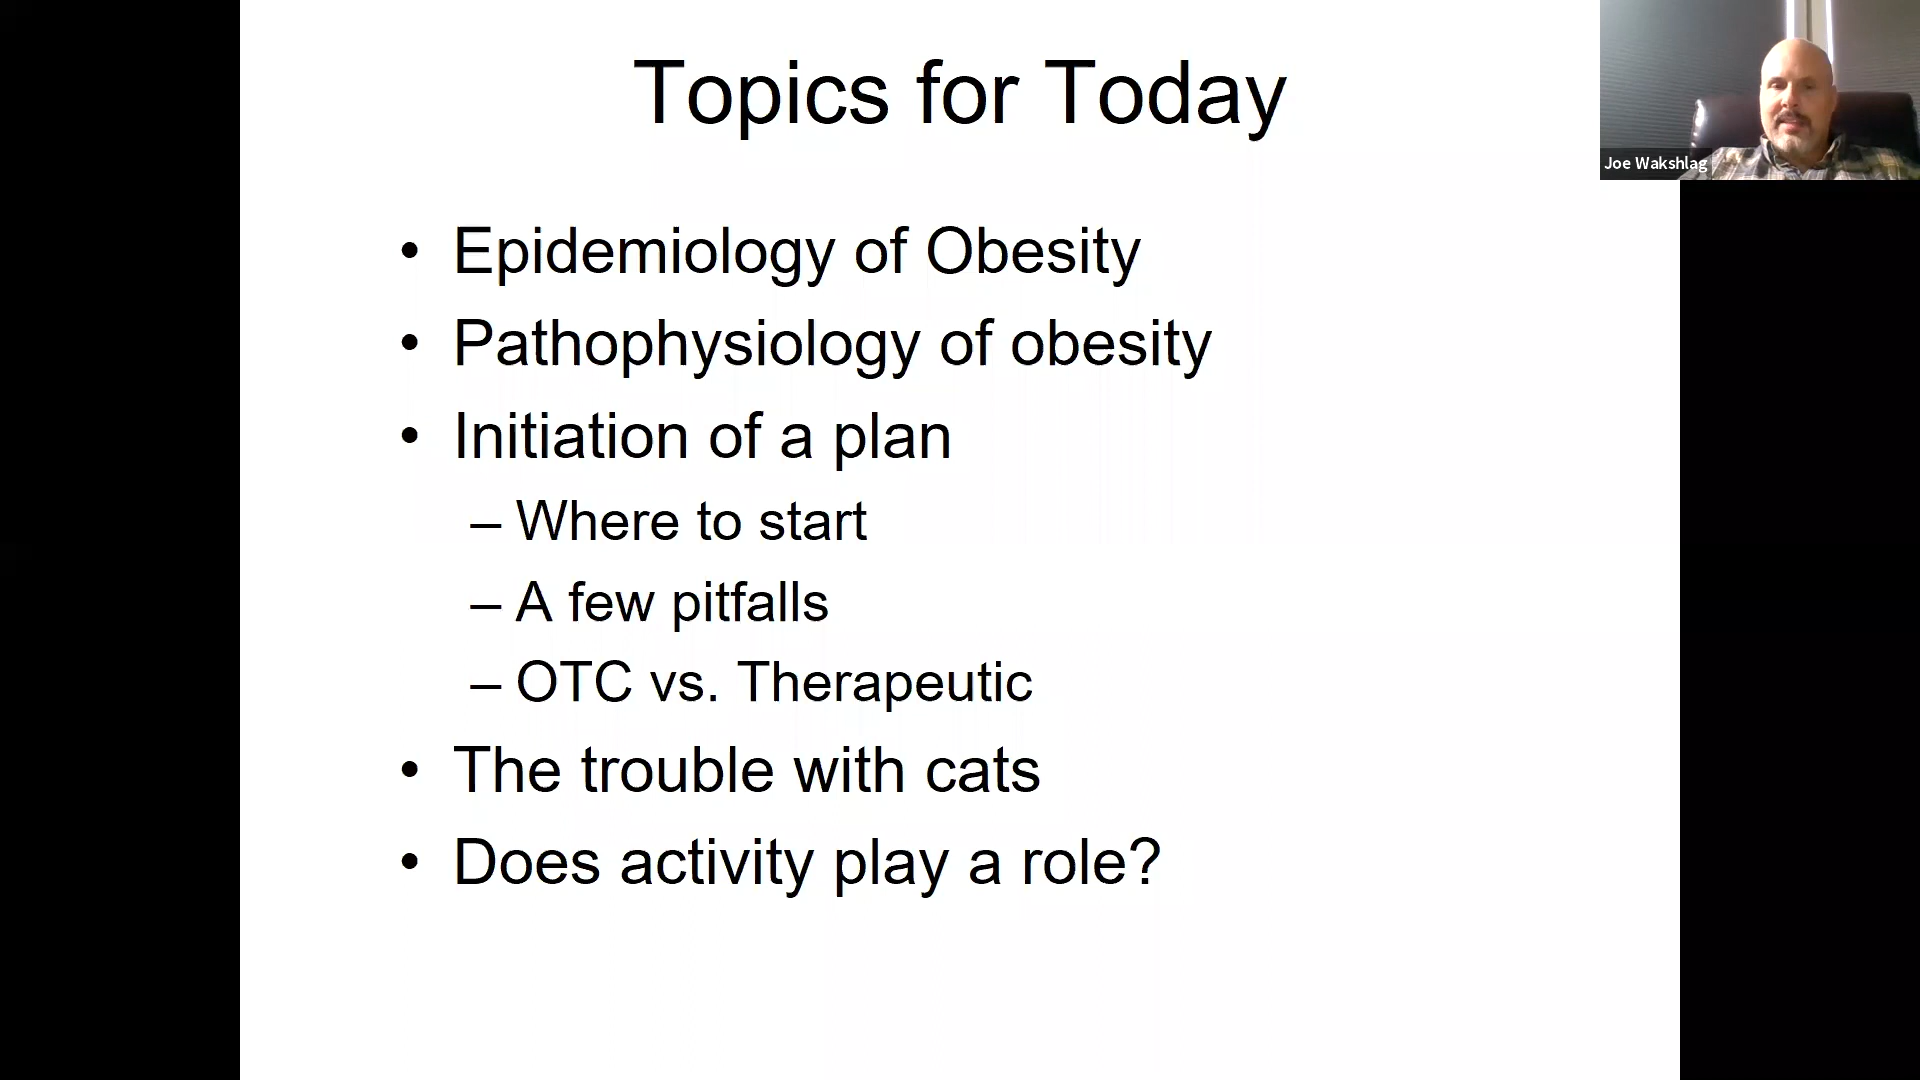 Topics for Today
Joe Wakshlag
• Epidemiology of Obesity
• Pathophysiology of obesity
• Initiation of a plan
– Where to start
– A few pitfalls
– OTC vs. Therapeutic
• The trouble with cats
• Does activity play a role?